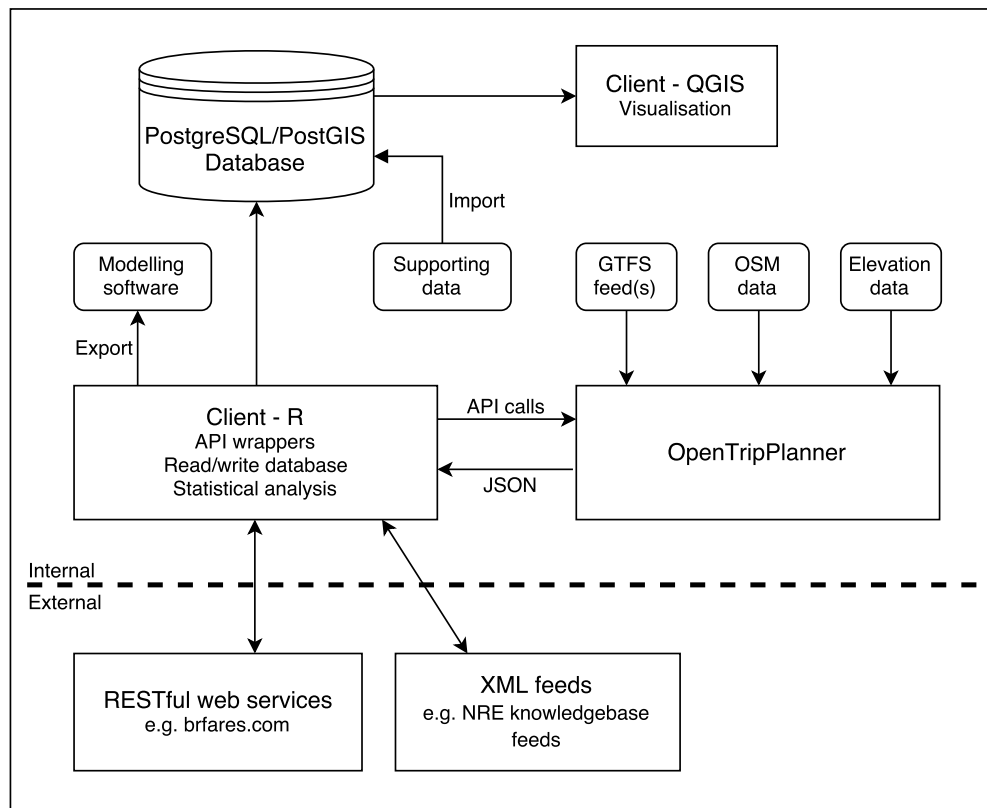 PostgreSQL/PostGIS
Database
Client - QGIS
Visualisation
Import
Modelling
software
Supporting
data
GTFS
feed(s)
OSM
data
Elevation
data
Export
Client - R
API wrappers
Read/write database
Statistical analysis
API calls
JSON
OpenTripPlanner
Internal
External
RESTful web services
e.g. brfares.com
XML feeds
e.g. NRE knowledgebase
feeds